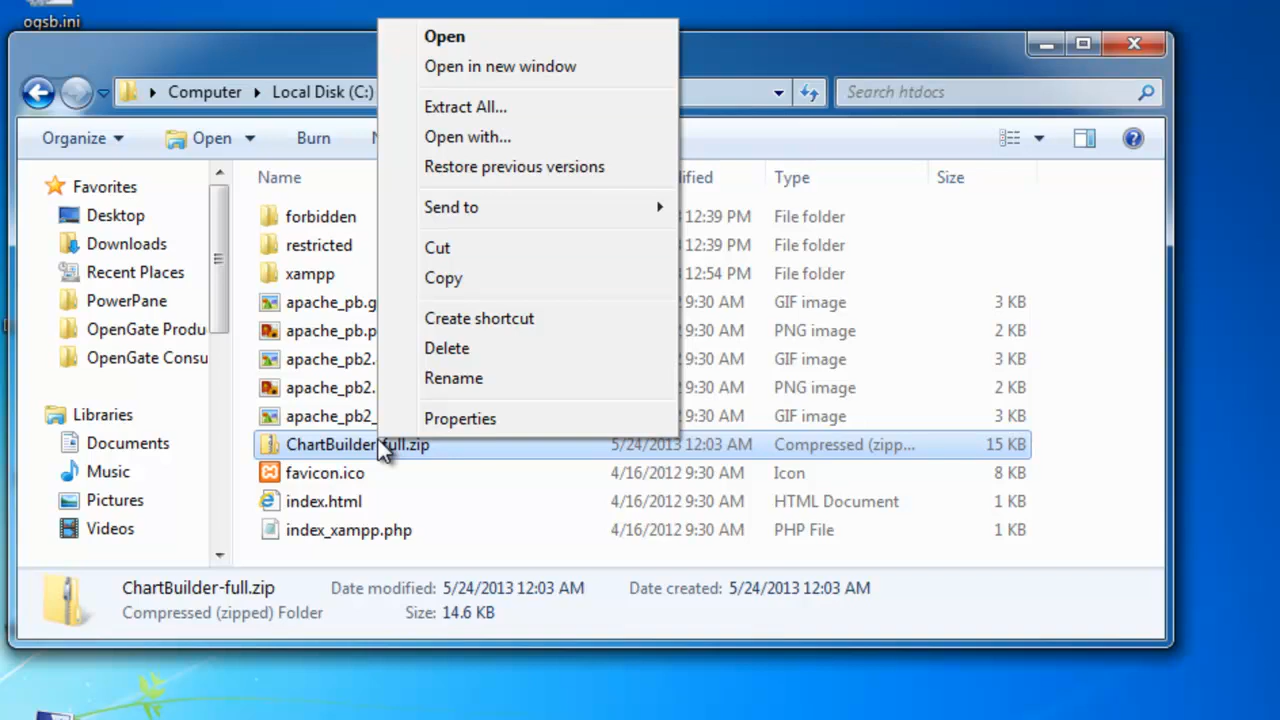 oqsb.ini
Open
Open in new window
Extract All...
Open with...
Restore previous versions
Send to
Cut
Copy
Create shortcut
Delete
Rename
Properties
Computer Local Disk (C:) Search htdocs
Organize Open Burn
Favorites
Desktop
Downloads
Recent Places
PowerPane
OpenGate Produ
OpenGate Consu
Libraries
Documents
Music
Pictures
Videos
Name Type Size
forbidden 12:39 PM File folder
restricted 12:39 PM File folder
xampp 12:54 PM File folder
apache_pb.g 9:30 AM GIF image 3 KB
apache_pb.p 9:30 AM PNG image 2 KB
apache_pb2. 9:30 AM GIF image 3 KB
apache_pb2. 9:30 AM PNG image 2 KB
apache_pb2_ 9:30 AM GIF image 3 KB
ChartBuilder-full.zip 5/24/2013 12:03 AM Compressed (zipp... 15 KB
favicon.ico 4/16/2012 9:30 AM Icon 8 KB
index.html 4/16/2012 9:30 AM HTML Document 1 KB
index_xampp.php 4/16/2012 9:30 AM PHP File 1 KB
ChartBuilder-full.zip Date modified: 5/24/2013 12:03 AM Date created: 5/24/2013 12:03 AM
Compressed (zipped) Folder Size: 14.6 KB